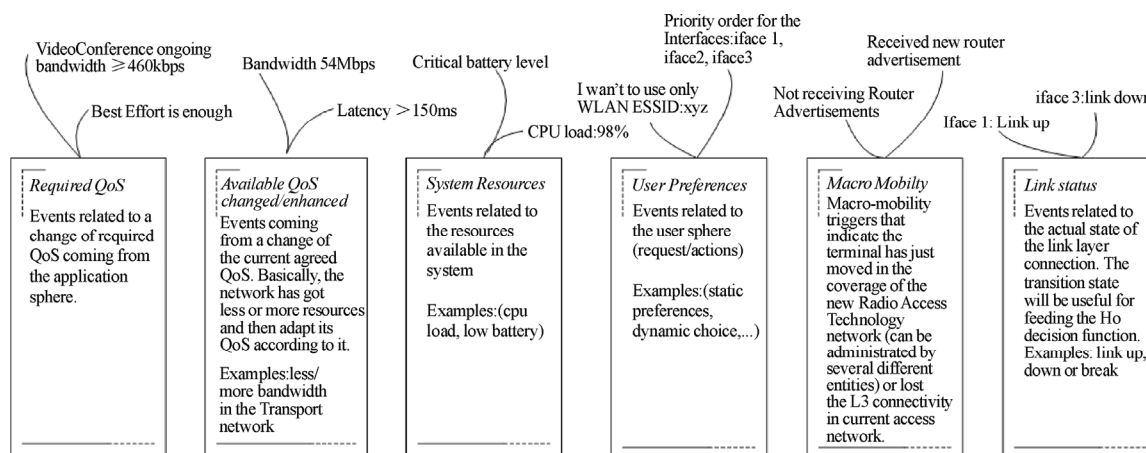 VideoConference ongoing
bandwidth ≥460kbps
Best Effort is enough
Bandwidth 54Mbps
Latency >150ms
Critical battery level
CPU load:98%
Priority order for the
Interfaces:iface 1,
iface2, iface3
I wan't to use only
WLAN ESSID:xyz
Received new router
advertisement
Not receiving Router
Advertisements
iface 3:link down
Iface 1: Link up
Required QoS
Events related to a
change of required
QoS coming from
the application
sphere.
Available QoS
changed/enhanced
Events coming
from a change of
the current agreed
QoS. Basically, the
network has got
less or more resources
and then adapt its
QoS according to it.
Examples:less/
more bandwidth
in the Transport
network
System Resources
Events related to
the resources
available in the
system
Examples:(cpu
load, low battery)
User Preferences
Events related to
the user sphere
(request/actions)
Examples:(static
preferences,
dynamic choice,...)
Macro Mobilty
Macro-mobility
triggers that
indicate the
terminal has just
moved in the
coverage of the
new Radio Access
Technology
network (can be
administrated by
several different
entities) or lost
the L3 connectivity
in current access
network.
Link status
Events related to
the actual state of
the link layer
connection. The
transition state
will be useful for
feeding the Ho
decision function.
Examples: link up,
down or break